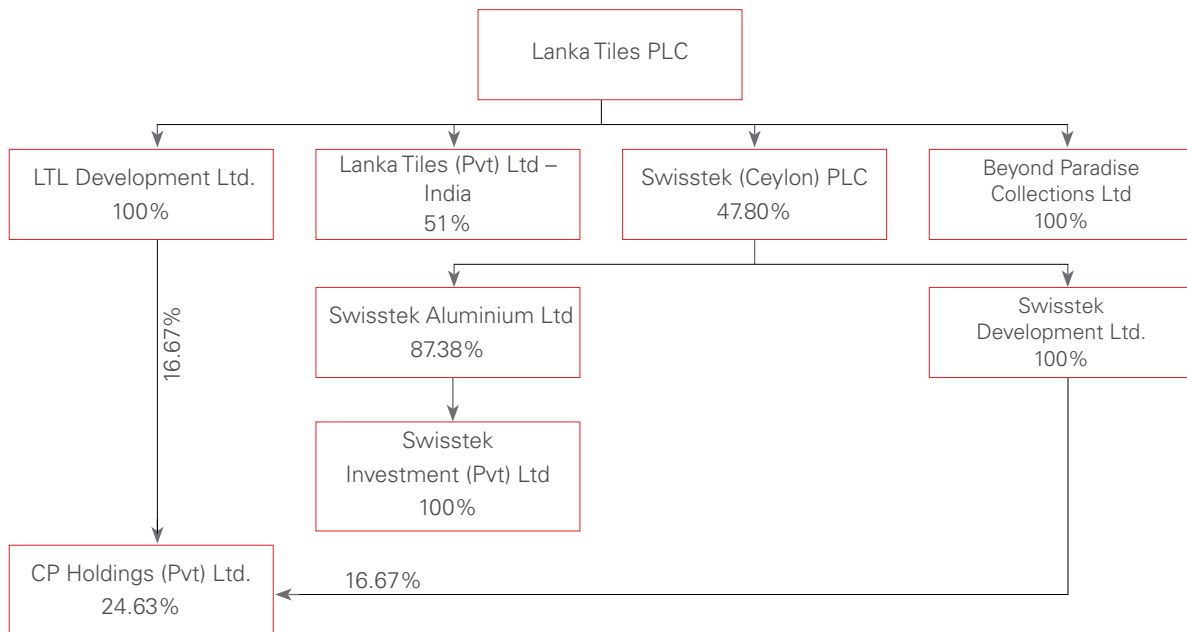 Lanka Tiles PLC
LTL Development Ltd.
100%
Lanka Tiles (Pvt) Ltd –
India
51%
Swisstek (Ceylon) PLC
47.80%
Beyond Paradise
Collections Ltd
100%
16.67%
Swisstek Aluminium Ltd
87.38%
Swisstek
Development Ltd.
100%
Swisstek
Investment (Pvt) Ltd
100%
CP Holdings (Pvt) Ltd.
24.63%
16.67%